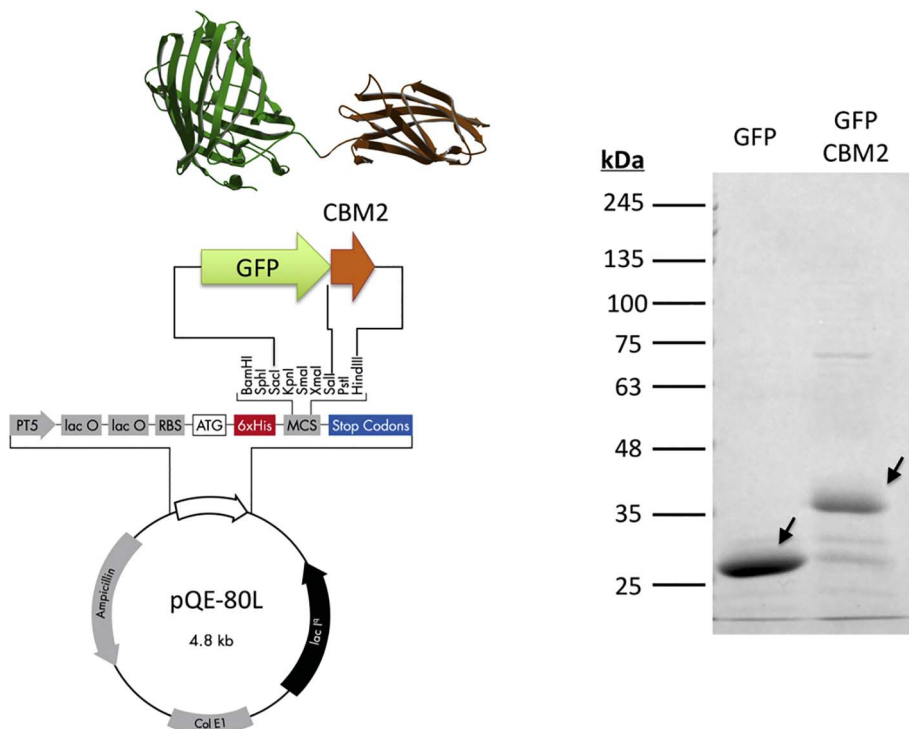 CBM2
GFP
BamHI
SphI
SacI
KpnI
SmaI
XmaI
SalI
PstI
HindIII
PT5
lac O
lac O
RBS
ATG
6xHis
MCS
Stop Codons
Ampicillin
pQE-80L
4.8 kb
lac Iq
Col E1
kDa
GFP
GFP
CBM2
245
135
100
75
63
48
35
25